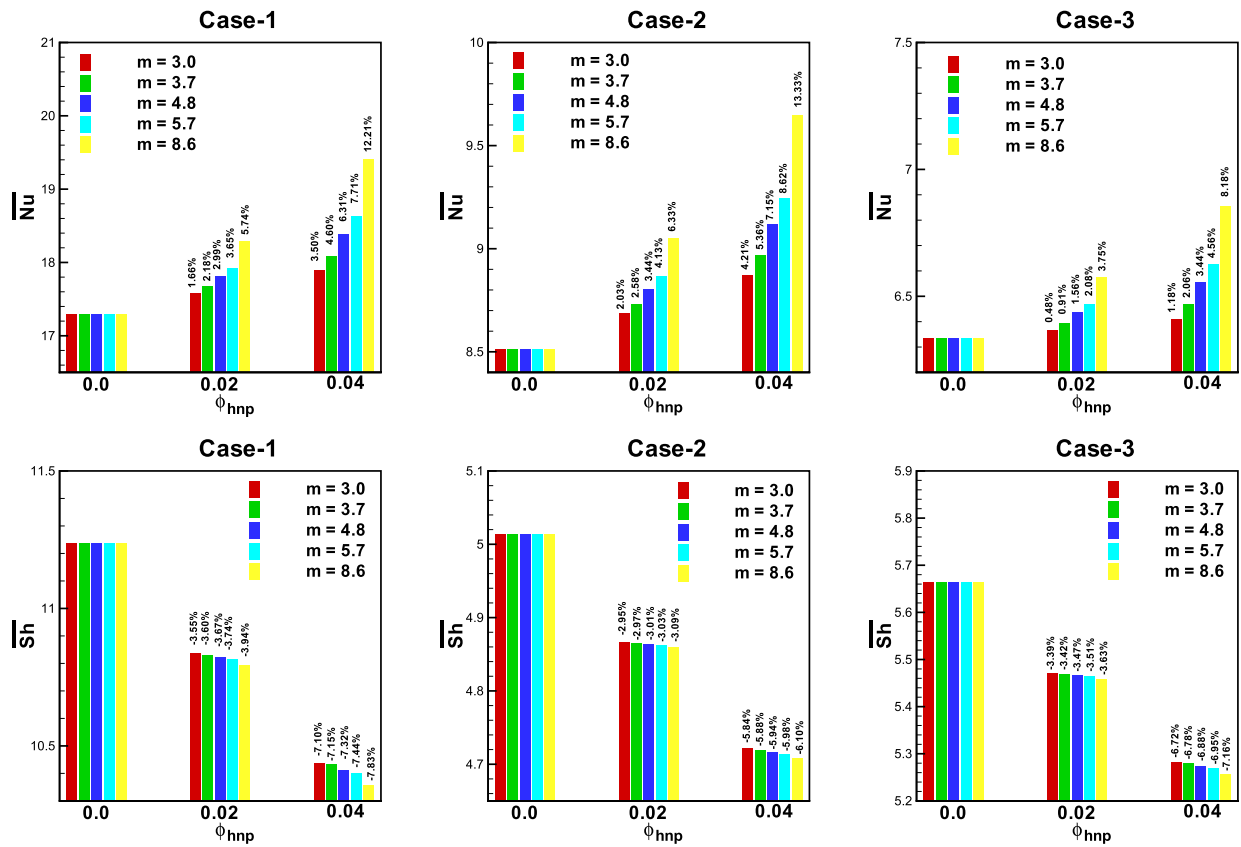 Case-1
21
20
19
18
17
Nu
m = 3.0
m = 3.7
m = 4.8
m = 5.7
m = 8.6
1.66%
2.18%
2.99%
3.65%
5.74%
3.50%
4.60%
6.31%
7.71%
12.21%
0.0
0.02
0.04
ϕhnp
Case-2
10
9.5
9
8.5
Nu
m = 3.0
m = 3.7
m = 4.8
m = 5.7
m = 8.6
2.03%
2.58%
3.44%
4.13%
6.33%
4.21%
5.36%
7.15%
8.62%
13.33%
0.0
0.02
0.04
ϕhnp
Case-3
7.5
7
6.5
Nu
m = 3.0
m = 3.7
m = 4.8
m = 5.7
m = 8.6
0.48%
0.91%
1.56%
2.08%
3.75%
1.18%
2.06%
3.44%
4.56%
8.18%
0.0
0.02
0.04
ϕhnp
Case-1
11.5
11
10.5
Sh
m = 3.0
m = 3.7
m = 4.8
m = 5.7
m = 8.6
-3.55%
-3.60%
-3.67%
-3.74%
-3.94%
-7.10%
-7.15%
-7.32%
-7.44%
-7.83%
0.0
0.02
0.04
ϕhnp
Case-2
5.1
5
4.9
4.8
4.7
Sh
m = 3.0
m = 3.7
m = 4.8
m = 5.7
m = 8.6
-2.95%
-2.97%
-3.01%
-3.03%
-3.09%
-5.84%
-5.88%
-5.94%
-5.98%
-6.10%
0.0
0.02
0.04
ϕhnp
Case-3
5.9
5.8
5.7
5.6
5.5
5.4
5.3
5.2
Sh
m = 3.0
m = 3.7
m = 4.8
m = 5.7
m = 8.6
-3.39%
-3.42%
-3.47%
-3.51%
-3.63%
-6.72%
-6.78%
-6.88%
-6.95%
-7.16%
0.0
0.02
0.04
ϕhnp